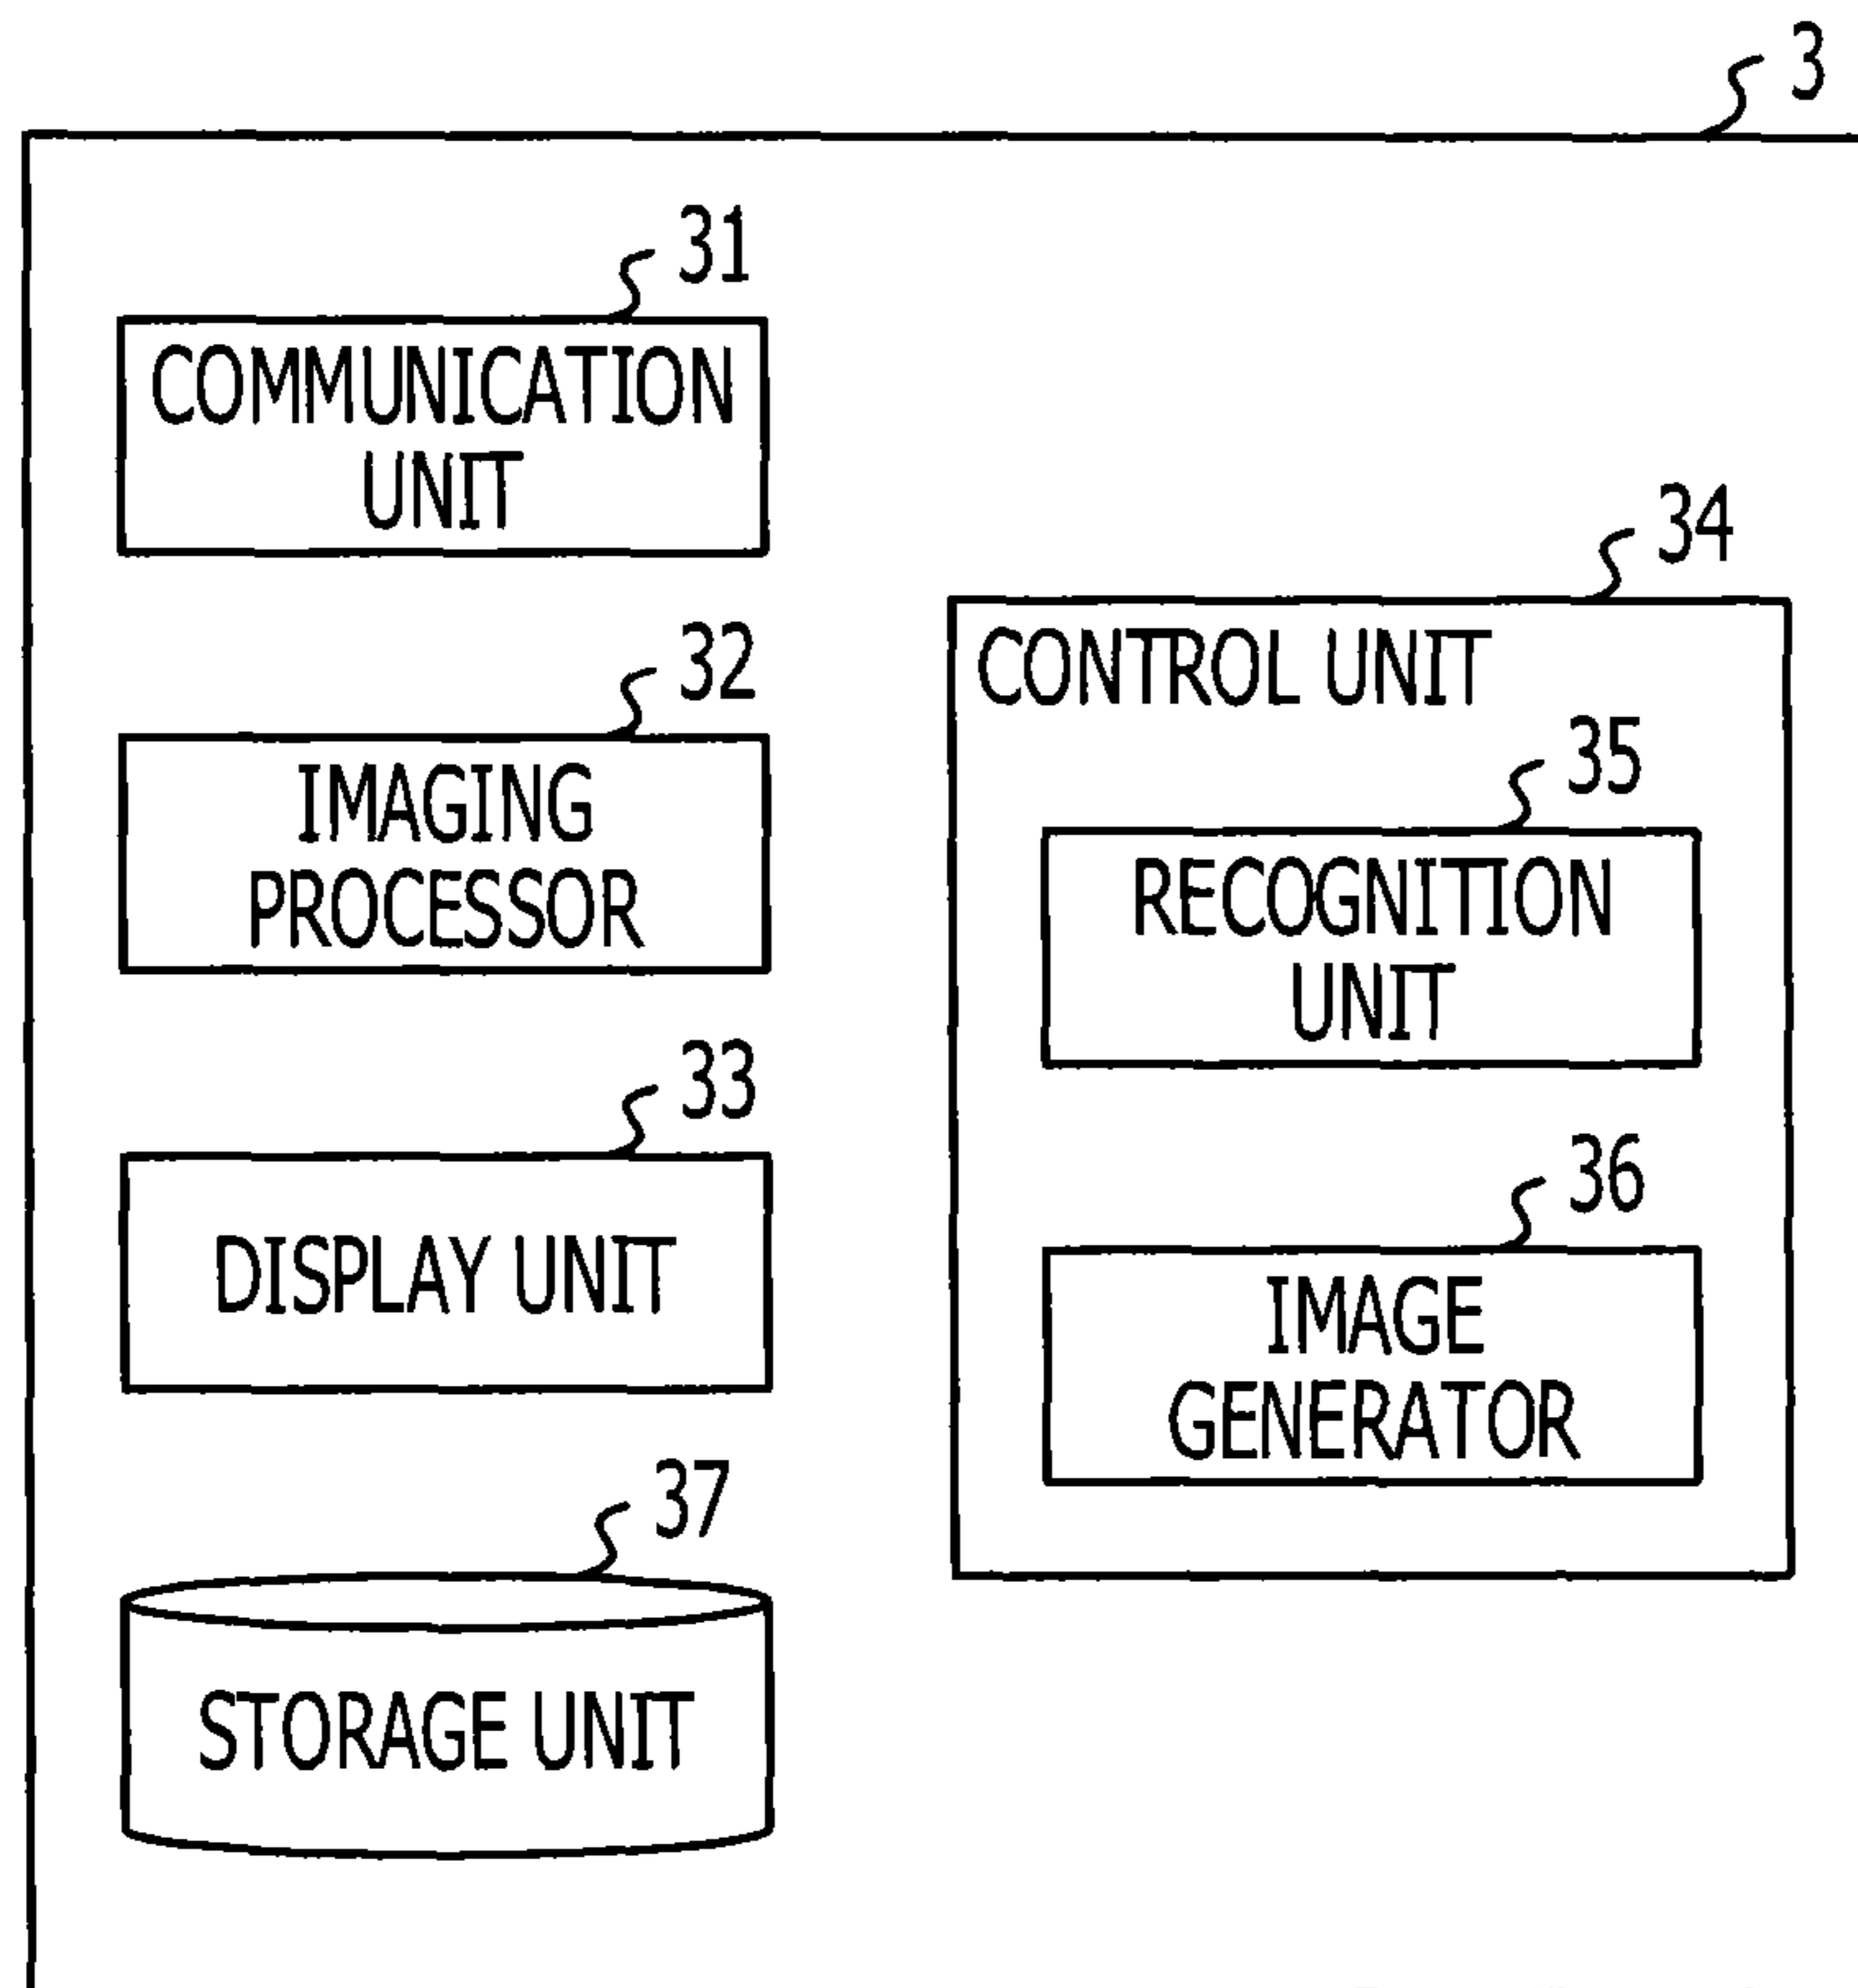 3
31
COMMUNICATION
UNIT
32
IMAGING
PROCESSOR
33
DISPLAY UNIT
37
STORAGE UNIT
34
CONTROL UNIT
35
RECOGNITION
UNIT
36
IMAGE
GENERATOR